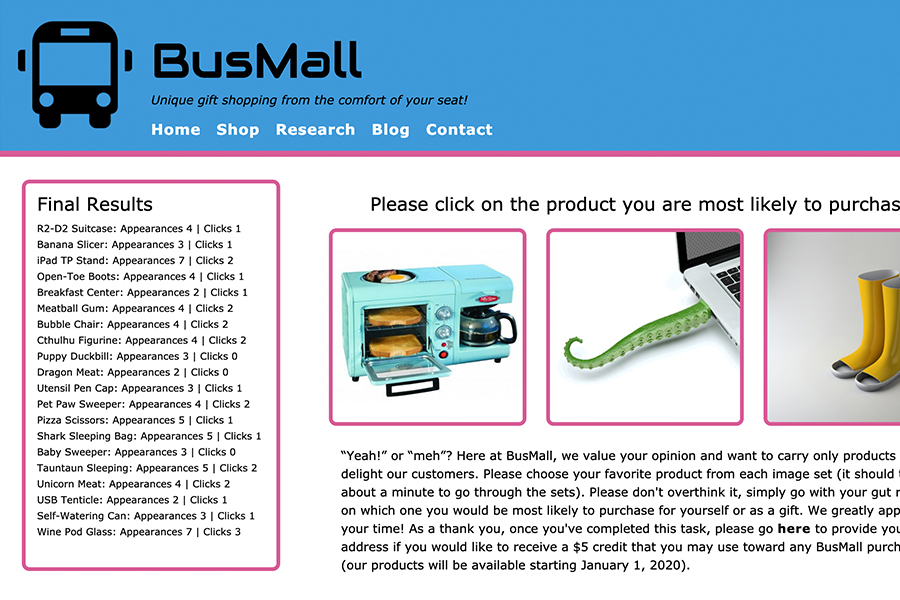 BusMall
Unique gift shopping from the comfort of your seat!
Home Shop Research Blog Contact
Final Results
R2-D2 Suitcase: Appearances 4 | Clicks 1
Banana Slicer: Appearances 3 | Clicks 1
iPad TP Stand: Appearances 7 | Clicks 2
Open-Toe Boots: Appearances 4 | Clicks 1
Breakfast Center: Appearances 2 | Clicks 1
Meatball Gum: Appearances 4 | Clicks 2
Bubble Chair: Appearances 4 | Clicks 2
Cthulhu Figurine: Appearances 4 | Clicks 2
Puppy Duckbill: Appearances 3 | Clicks 0
Dragon Meat: Appearances 2 | Clicks 0
Utensil Pen Cap: Appearances 3 | Clicks 1
Pet Paw Sweeper: Appearances 4 | Clicks 2
Pizza Scissors: Appearances 5 | Clicks 1
Shark Sleeping Bag: Appearances 5 | Clicks 1
Baby Sweeper: Appearances 3 | Clicks 0
Tauntaun Sleeping: Appearances 5 | Clicks 2
Unicorn Meat: Appearances 4 | Clicks 2
USB Tenticle: Appearances 2 | Clicks 1
Self-Watering Can: Appearances 3 | Clicks 1
Wine Pod Glass: Appearances 7 | Clicks 3
Please click on the product you are most likely to purchas
“Yeah!” or “meh”? Here at BusMall, we value your opinion and want to carry only products
delight our customers. Please choose your favorite product from each image set (it should
about a minute to go through the sets). Please don't overthink it, simply go with your gut
on which one you would be most likely to purchase for yourself or as a gift. We greatly app
your time! As a thank you, once you've completed this task, please go here to provide you
address if you would like to receive a $5 credit that you may use toward any BusMall purch
(our products will be available starting January 1, 2020).